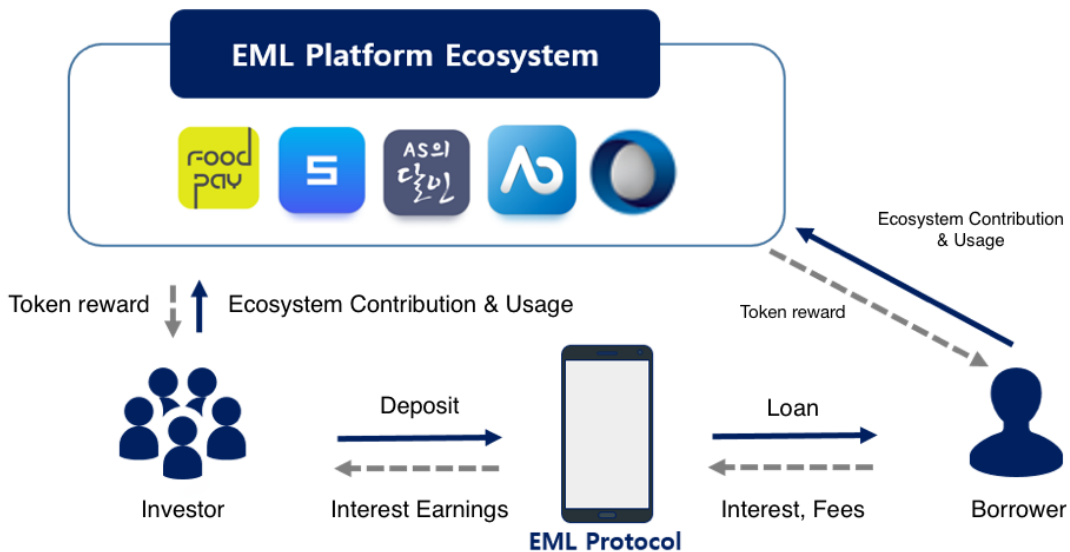 EML Platform Ecosystem
Food
pay
S
AS의
달인
Ao
Ecosystem Contribution
& Usage
Token reward
Token reward
Ecosystem Contribution & Usage
Deposit
Loan
Investor
Interest Earnings
Interest, Fees
Borrower
EML Protocol